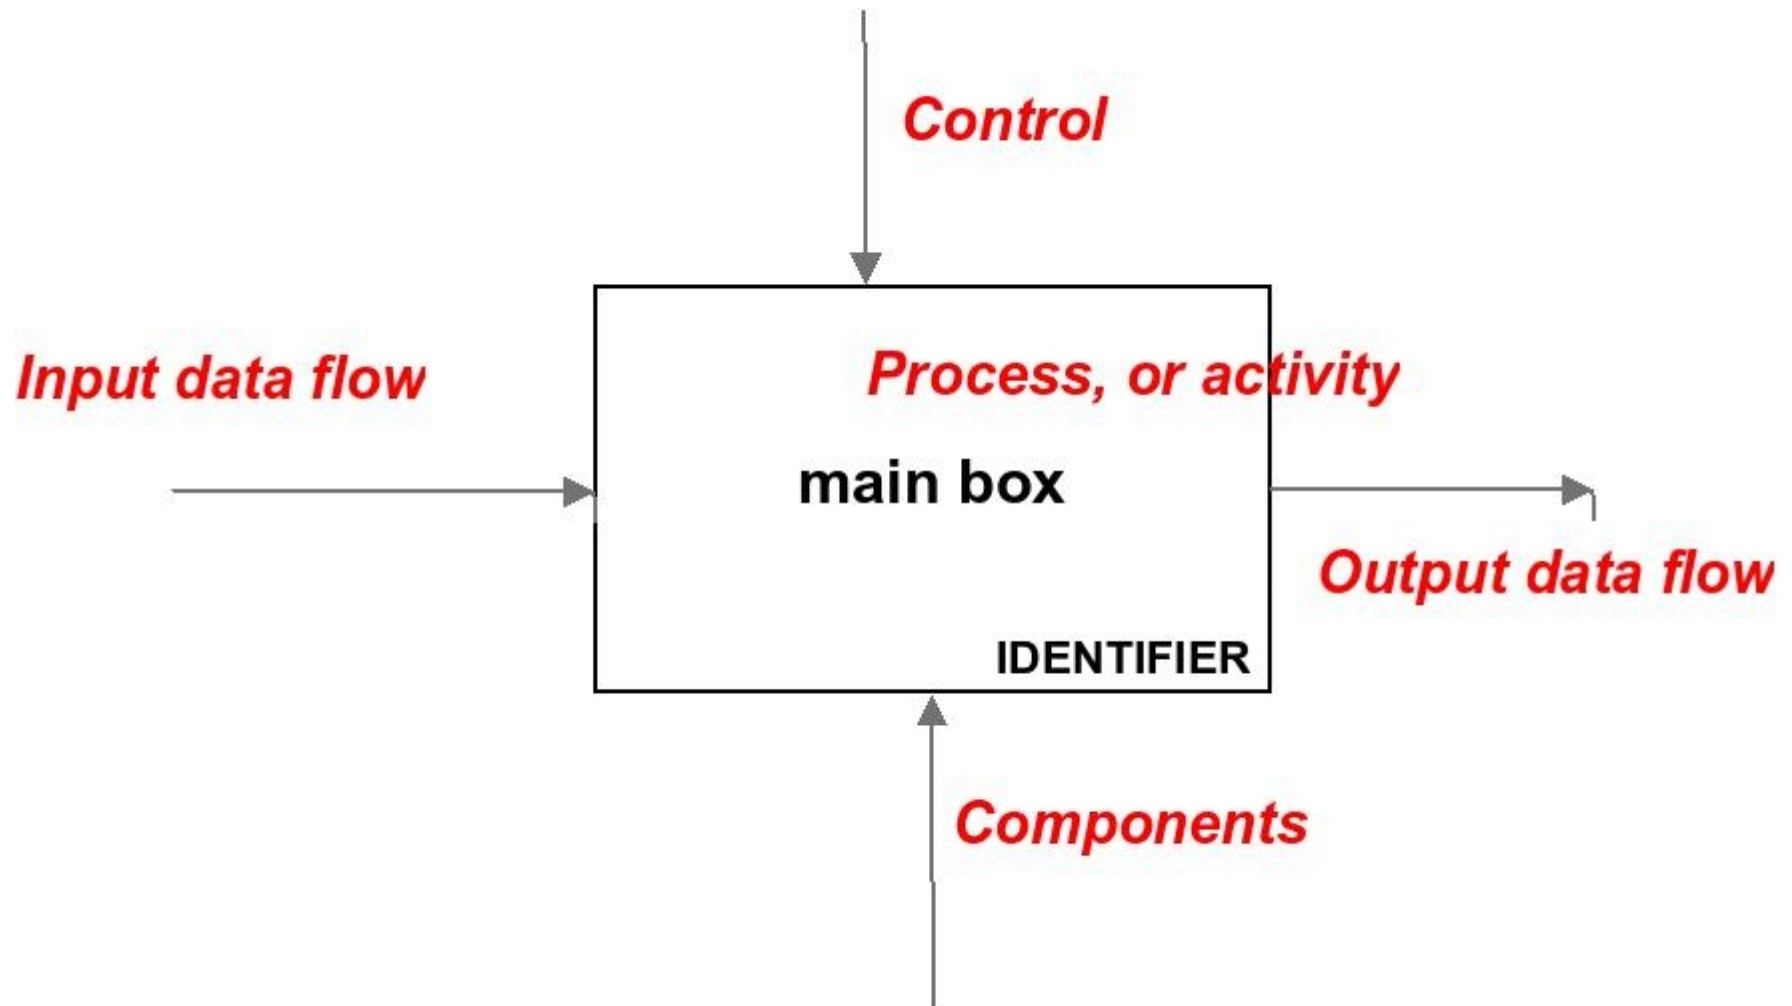 Control
Input data flow
Process, or activity
main box
Output data flow
IDENTIFIER
Components